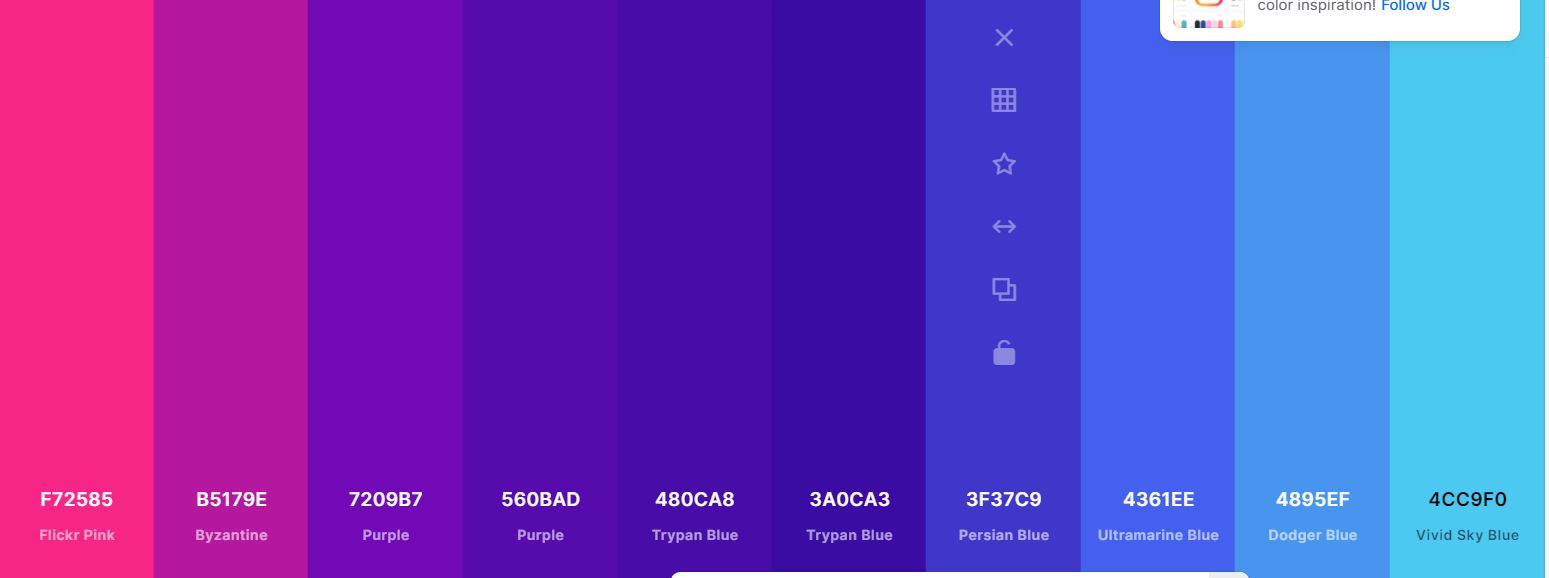 color inspiration! Follow Us
F72585
B5179E
7209B7
560BAD
480CA8
3A0CA3
3F37C9
4361EE
4895EF
4CC9F0
Flickr Pink
Byzantine
Purple
Purple
Trypan Blue
Trypan Blue
Persian Blue
Ultramarine Blue
Dodger Blue
Vivid Sky Blue